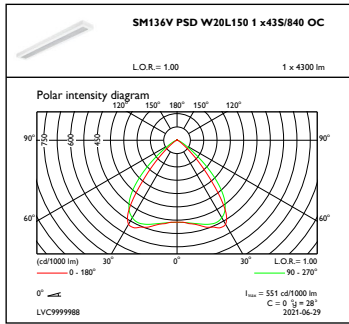 SM136V PSD W20L150 1 x43S/840 OC
L.O.R.= 1.00 1 x 4300 lm
Polar intensity diagram
120° 150° 180° 150° 120°
90° 750 600 450 90°
60° 60°
(cd/1000 lm) 30° 0° 30° L.O.R.= 1.00
0 - 180° 90 - 270°
0° Imax = 551 cd/1000 lm
C = 0 °g = 28°
LVC9999988 2021-06-29